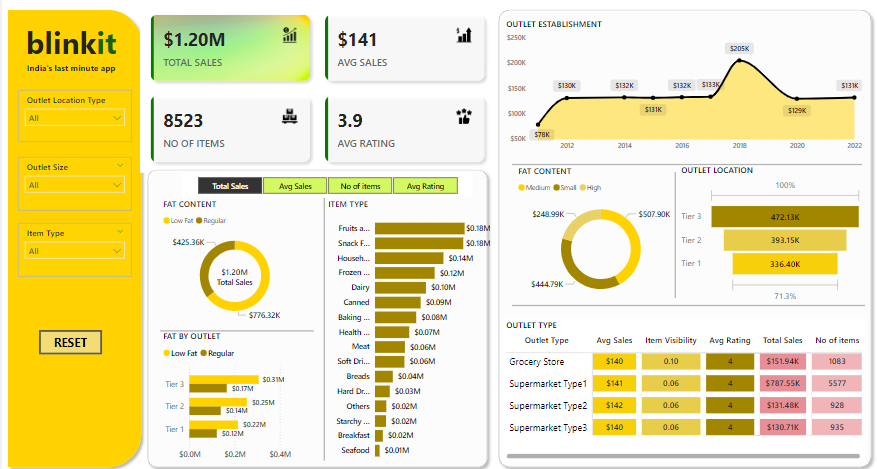 blinkit
India's last minute app
Outlet Location Type
All
Outlet Size
All
Item Type
All
RESET
$1.20M
TOTAL SALES
$141
AVG SALES
8523
NO OF ITEMS
3.9
AVG RATING
Total Sales
Avg Sales
No of items
Avg Rating
FAT CONTENT
Low Fat
Regular
$425.36K
$1.20M
Total Sales
$776.32K
FAT BY OUTLET
Low Fat
Regular
Tier 3
$0.31M
$0.17M
Tier 2
$0.25M
$0.14M
Tier 1
$0.22M
$0.12M
$0.0M
$0.2M
$0.4M
ITEM TYPE
Fruits a... $0.18M
Snack F... $0.18M
Househ... $0.14M
Frozen ... $0.12M
Dairy $0.10M
Canned $0.09M
Baking ... $0.08M
Health ... $0.07M
Meat $0.06M
Soft Dri... $0.06M
Breads $0.04M
Hard Dr... $0.03M
Others $0.02M
Starchy ... $0.02M
Breakfast $0.02M
Seafood $0.01M
OUTLET ESTABLISHMENT
$250K
$200K
$150K
$100K
$50K
$78K
$130K
$132K
$131K
$132K
$133K
$205K
$129K
$131K
2012
2014
2016
2018
2020
2022
FAT CONTENT
Medium
Small
High
$248.99K
$507.90K
$444.79K
OUTLET LOCATION
100%
Tier 3 472.13K
Tier 2 393.15K
Tier 1 336.40K
71.3%
OUTLET TYPE
Outlet Type Avg Sales Item Visibility Avg Rating Total Sales No of items
Grocery Store $140 0.10 4 $151.94K 1083
Supermarket Type1 $141 0.06 4 $787.55K 5577
Supermarket Type2 $142 0.06 4 $131.48K 928
Supermarket Type3 $140 0.06 4 $130.71K 935